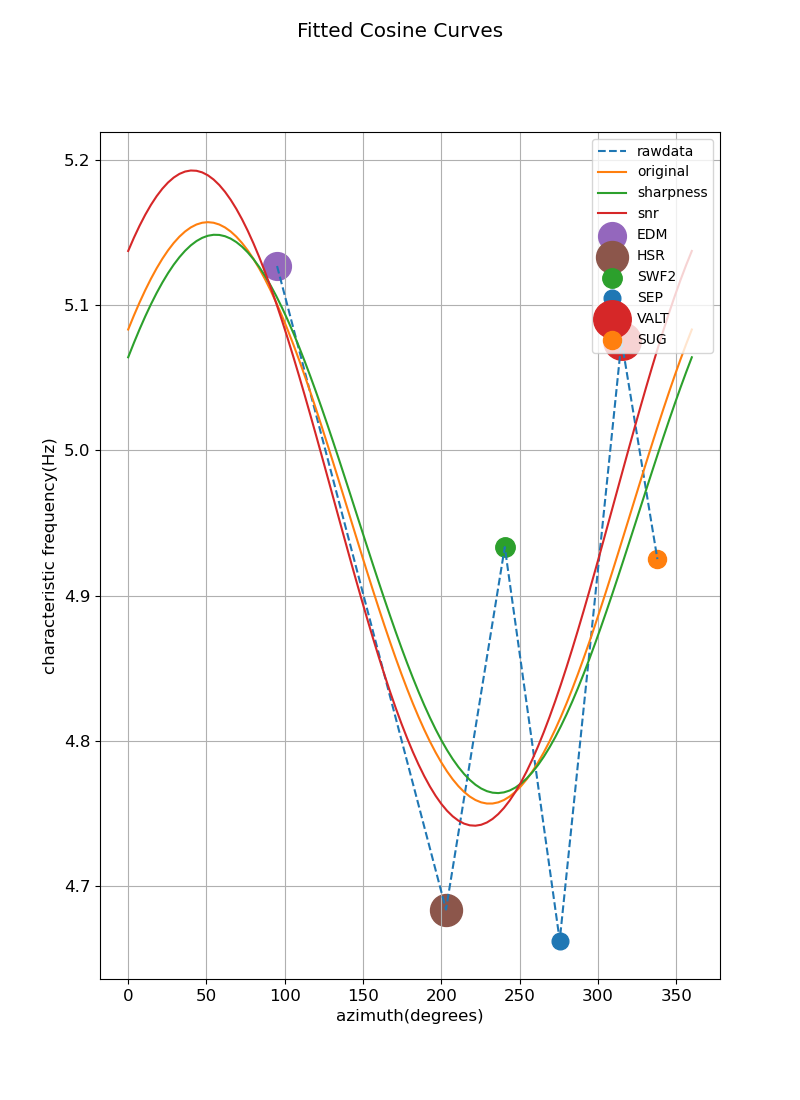 Fitted Cosine Curves
5.2
5.1
5.0
4.9
4.8
4.7
characteristic frequency(Hz)
rawdata
original
sharpness
snr
EDM
HSR
SWF2
SEP
VALT
SUG
0 50 100 150 200 250 300 350
azimuth(degrees)